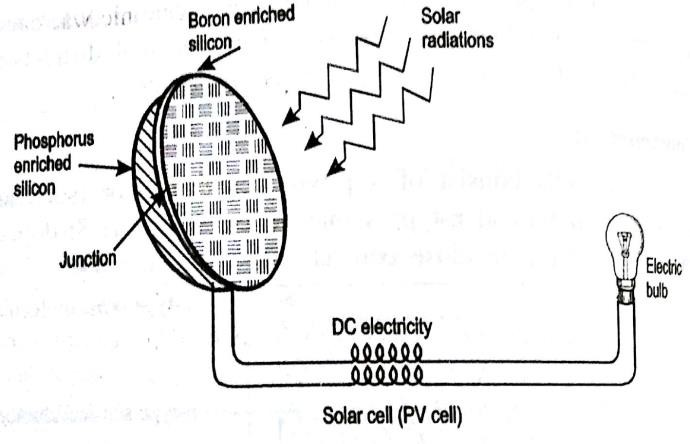 Boron enriched
silicon
Solar
radiations
Phosphorus
enriched
silicon
Junction
Electric
bulb
DC electricity
Solar cell (PV cell)